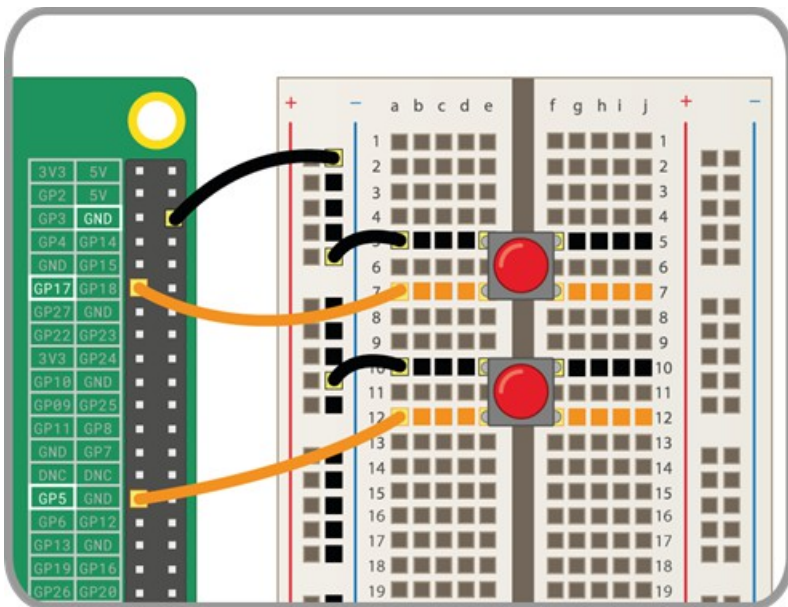 3V3 5V
GP2 5V
GP3 GND
GP4 GP14
GND GP15
GP17 GP18
GP27 GND
GP22 GP23
3V3 GP24
GP10 GND
GP09 GP25
GP11 GP8
GND GP7
DNC DNC
GP5 GND
GP6 GP12
GP13 GND
GP19 GP16
GP26 GP20
+ − a b c d e f g h i j + −
1 1
2 2
3 3
4 4
5 5
6 6
7 7
8 8
9 9
10 10
11 11
12 12
13 13
14 14
15 15
16 16
17 17
18 18
19 19